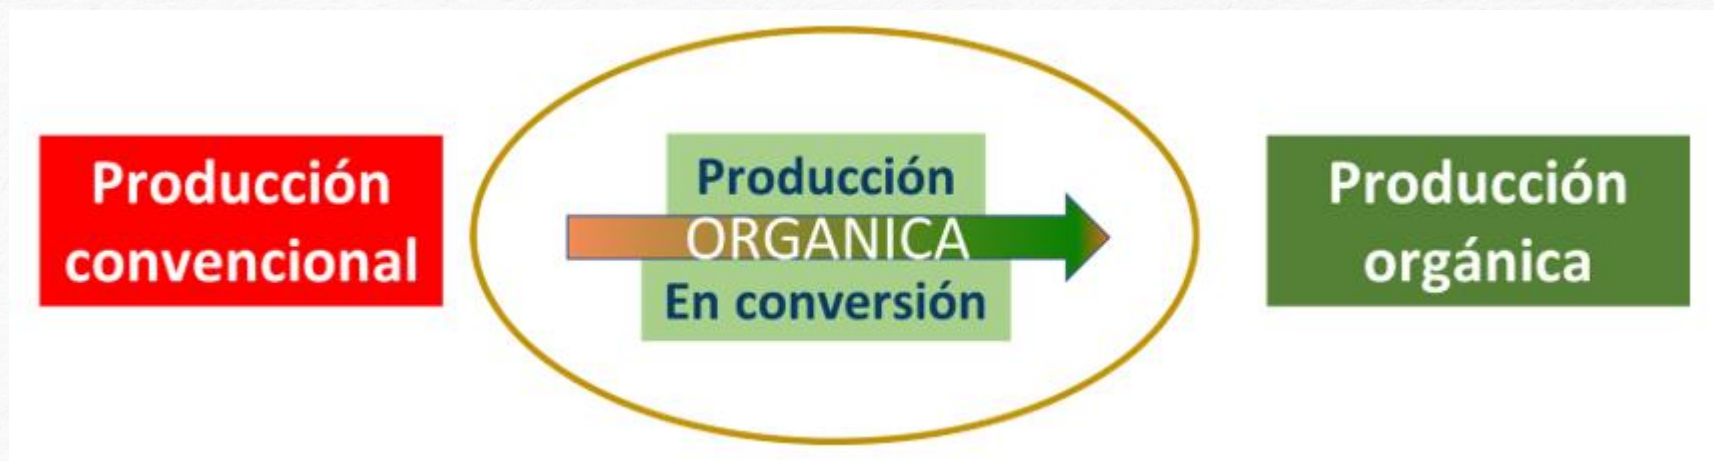 Producción
convencional
Producción
ORGANICA
En conversión
Producción
orgánica